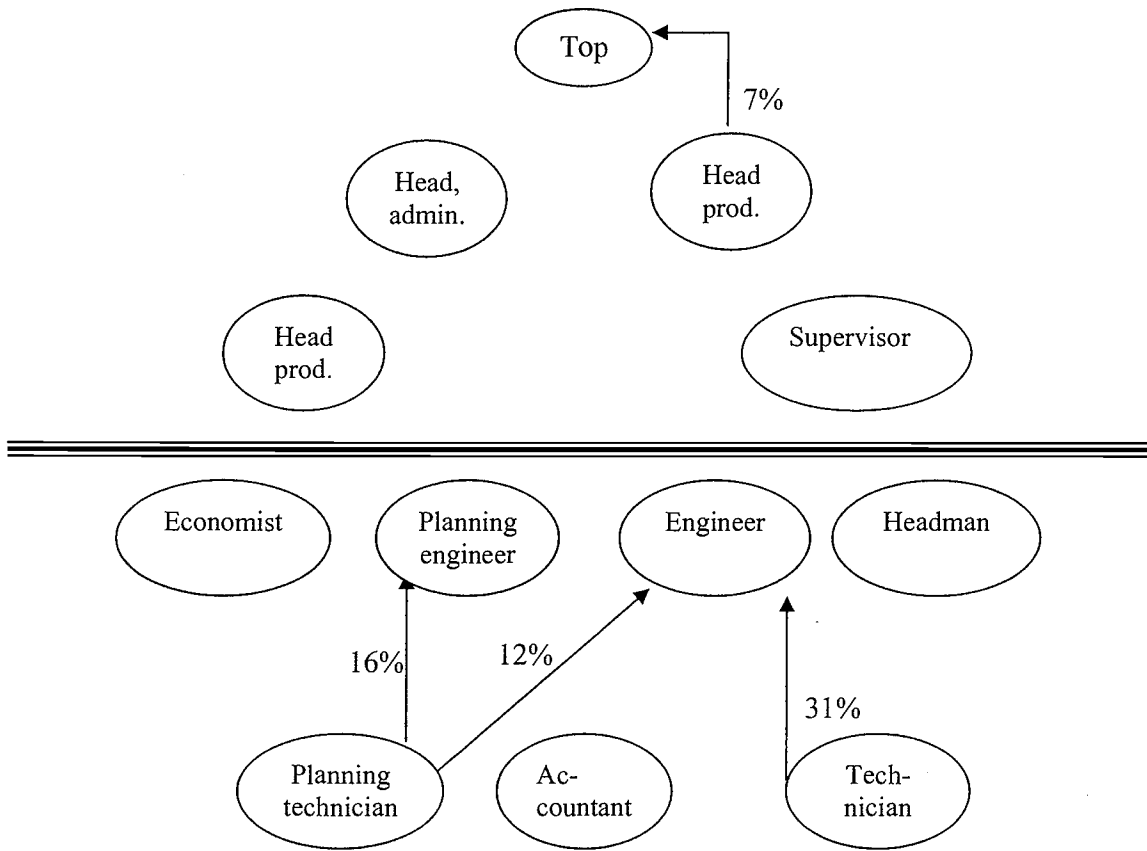 Top
7%
Head,
admin.
Head
prod.
Head
prod.
Supervisor
Economist
Planning
engineer
Engineer
Headman
16%
12%
31%
Planning
technician
Ac-
countant
Tech-
nician